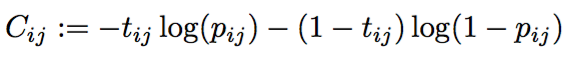 C_{ij} := −t_{ij} log(p_{ij}) − (1 − t_{ij}) log(1 − p_{ij})